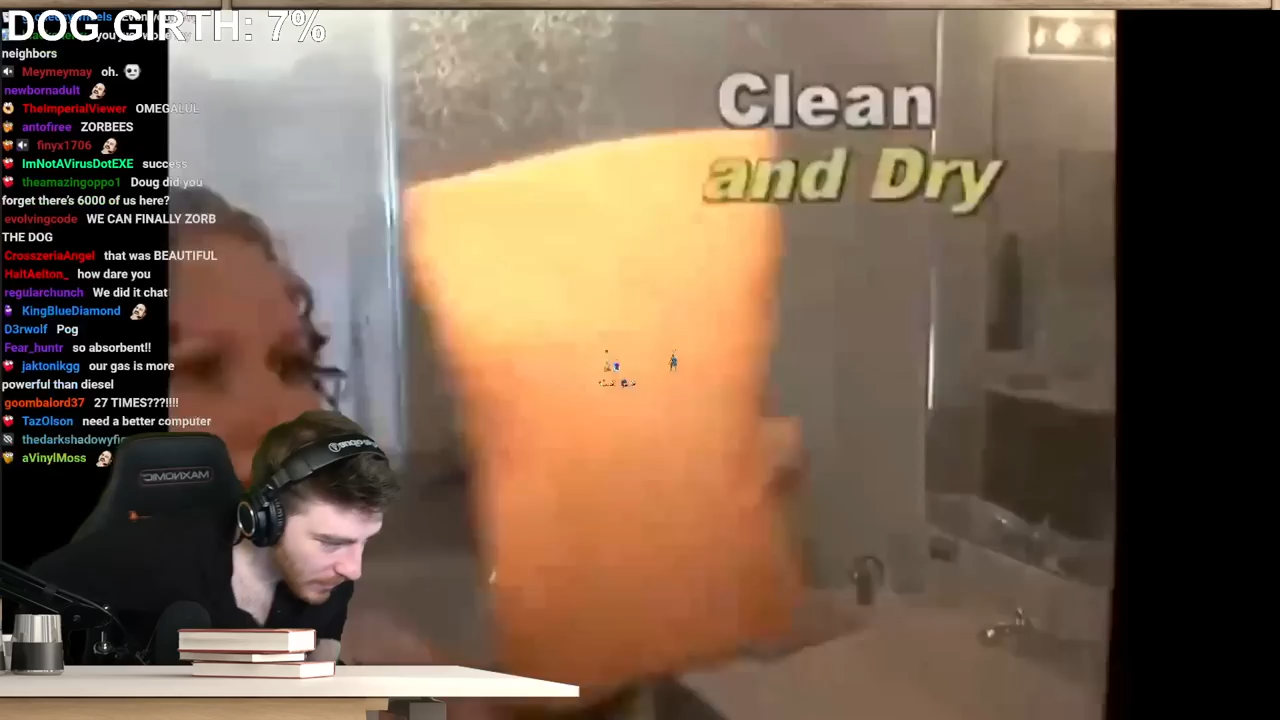 DOG GIRTH: 7%
neighbors
Meymeymay oh.
newbornadult
TheImperialViewer OMEGALUL
antofiree ZORBEES
finyx1706
ImNotAVirusDotEXE success
theamazingoppo1 Doug did you
forget there's 6000 of us here?
evolvingcode WE CAN FINALLY ZORB
THE DOG
CrosszeriaAngel that was BEAUTIFUL
HaitAelton_ how dare you
regularchunch We did it chat
KingBlueDiamond
D3rwolf Pog
Fear_huntr so absorbent!!
jaktonikgg our gas is more
powerful than diesel
goombalord37 27 TIMES???!!!!
TazOlson need a better computer
thedarkshadowyfi
aVinylMoss
Clean
and Dry
MAXNOMIC